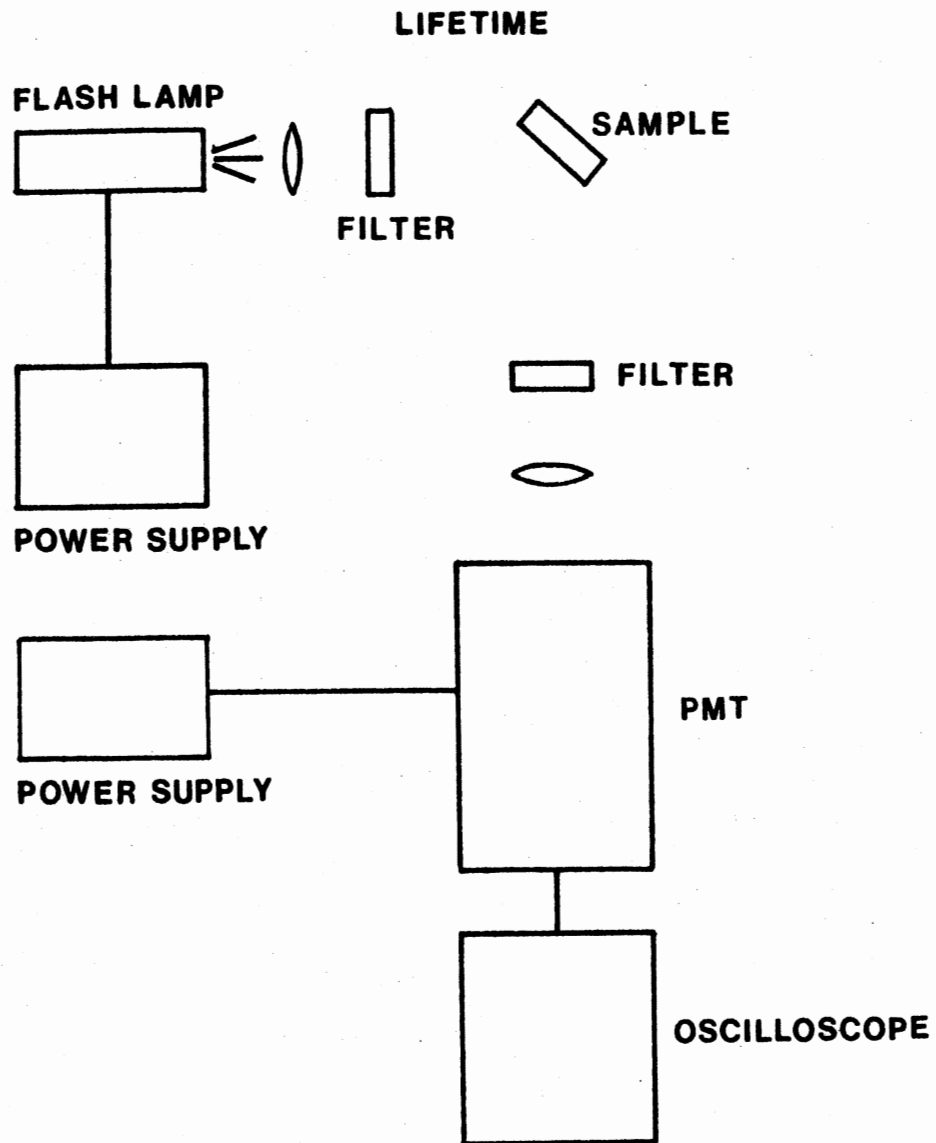 LIFETIME
FLASH LAMP
SAMPLE
FILTER
FILTER
POWER SUPPLY
PMT
POWER SUPPLY
OSCILLOSCOPE